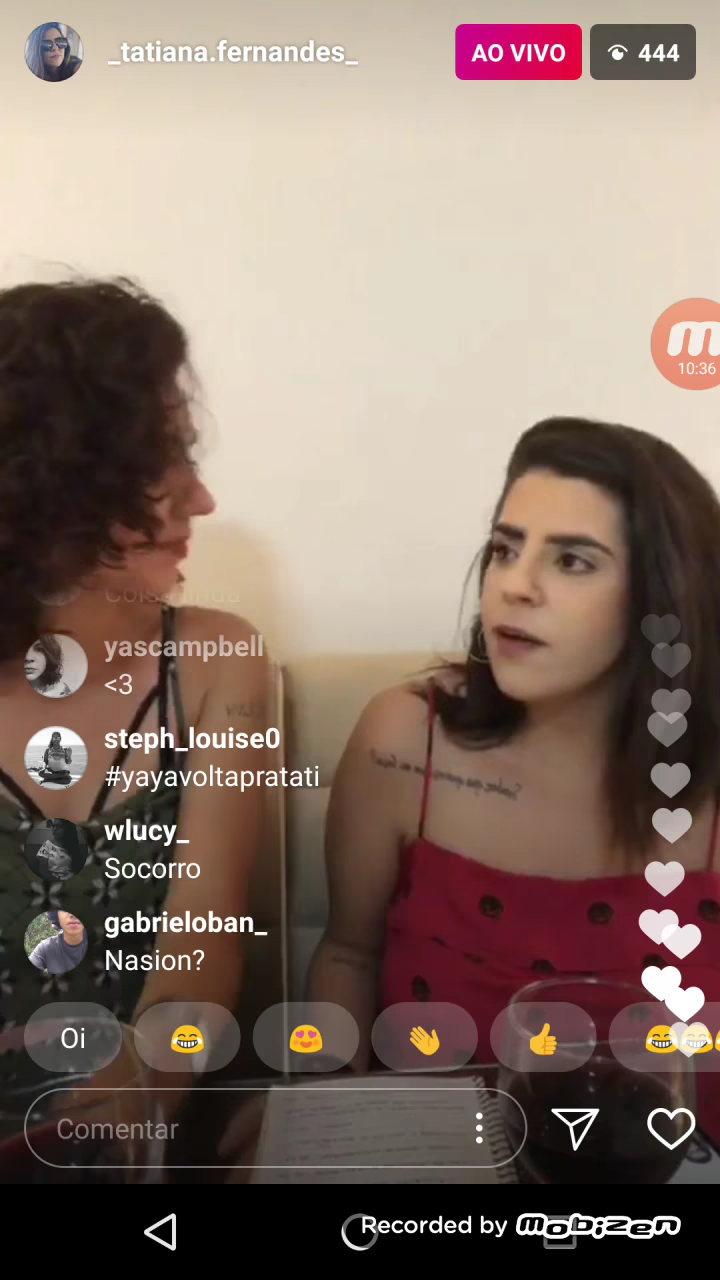 _tatiana.fernandes_
AO VIVO
444
10:36
yascampbell
<3
steph_louise0
#yayavoltapratati
wlucy_
Socorro
gabrieloban_
Nasion?
Oi
Comentar
Recorded by mobizen